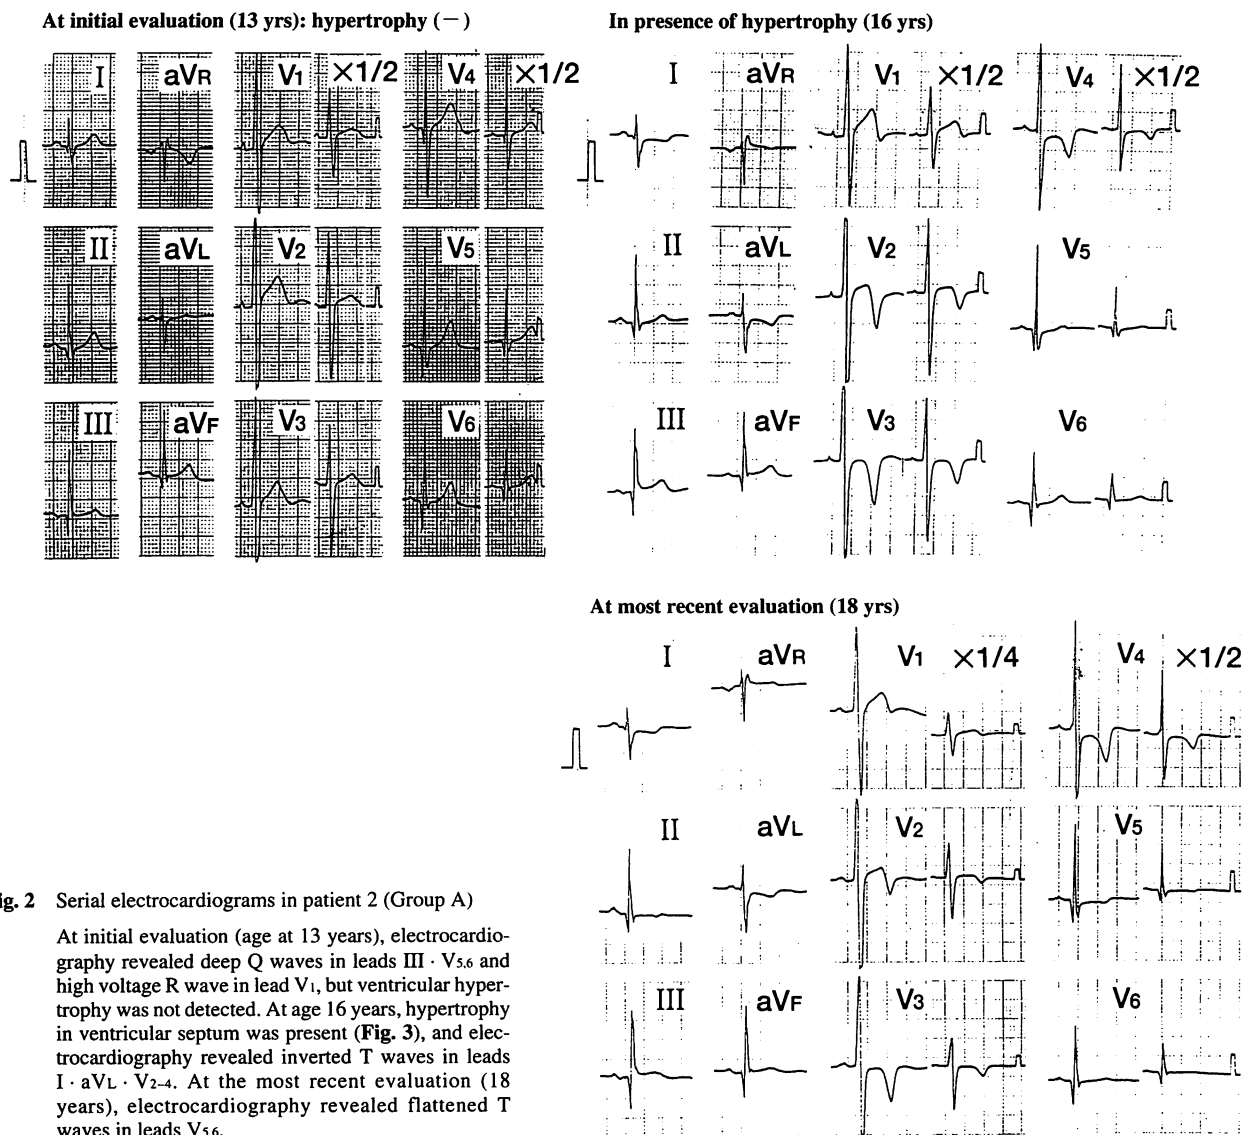 At initial evaluation (13 yrs): hypertrophy (−)
I aVR V1 ×1/2 V4 ×1/2
II aVL V2 V5
III aVF V3 V6
In presence of hypertrophy (16 yrs)
I aVR V1 ×1/2 V4 ×1/2
II aVL V2 V5
III aVF V3 V6
At most recent evaluation (18 yrs)
I aVR V1 ×1/4 V4 ×1/2
II aVL V2 V5
III aVF V3 V6
ig. 2 Serial electrocardiograms in patient 2 (Group A)
At initial evaluation (age at 13 years), electrocardio-
graphy revealed deep Q waves in leads III · V5,6 and
high voltage R wave in lead V1, but ventricular hyper-
trophy was not detected. At age 16 years, hypertrophy
in ventricular septum was present (Fig. 3), and elec-
trocardiography revealed inverted T waves in leads
I · aVL · V2–4. At the most recent evaluation (18
years), electrocardiography revealed flattened T
waves in leads V5,6.